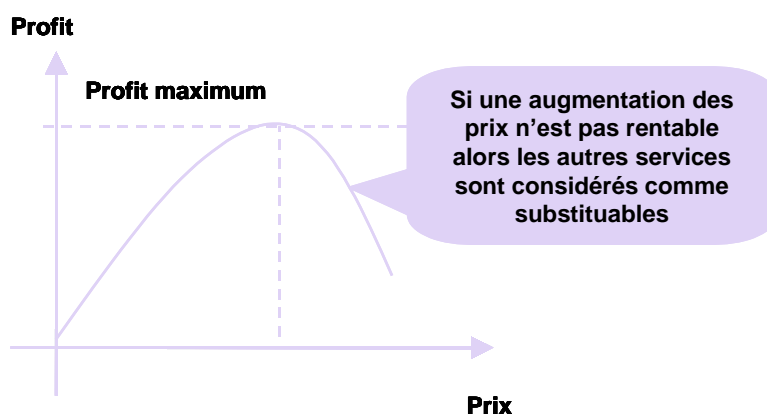 Profit
Profit maximum
Si une augmentation des
prix n’est pas rentable
alors les autres services
sont considérés comme
substituables
Prix